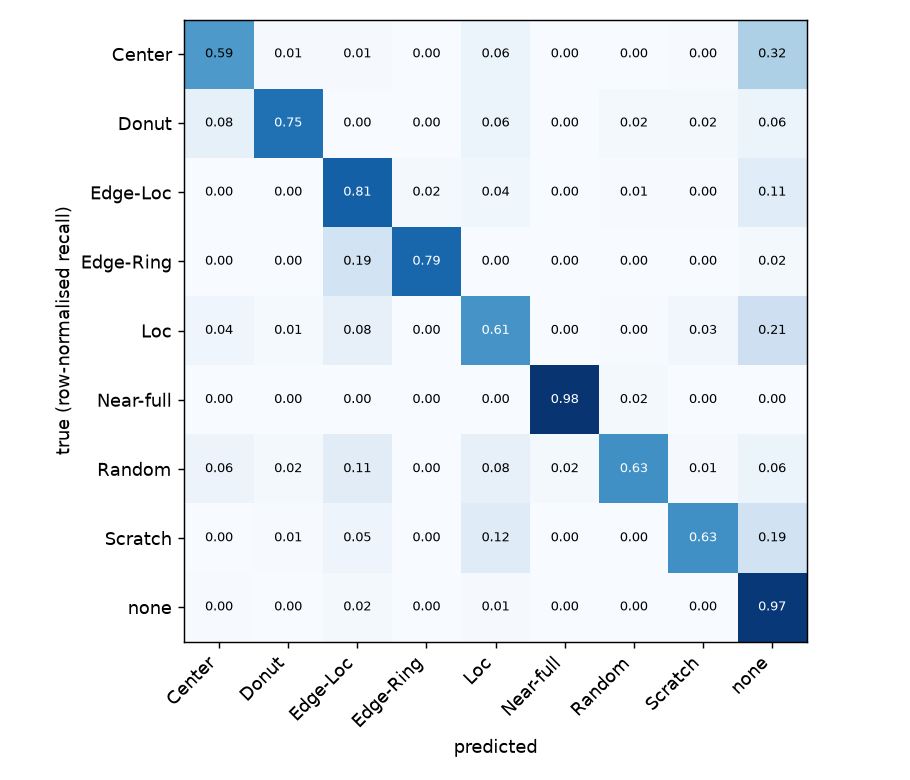 Center 0.59 0.01 0.01 0.00 0.06 0.00 0.00 0.00 0.32
Donut 0.08 0.75 0.00 0.00 0.06 0.00 0.02 0.02 0.06
Edge-Loc 0.00 0.00 0.81 0.02 0.04 0.00 0.01 0.00 0.11
Edge-Ring 0.00 0.00 0.19 0.79 0.00 0.00 0.00 0.00 0.02
Loc 0.04 0.01 0.08 0.00 0.61 0.00 0.00 0.03 0.21
Near-full 0.00 0.00 0.00 0.00 0.00 0.98 0.02 0.00 0.00
Random 0.06 0.02 0.11 0.00 0.08 0.02 0.63 0.01 0.06
Scratch 0.00 0.01 0.05 0.00 0.12 0.00 0.00 0.63 0.19
none 0.00 0.00 0.02 0.00 0.01 0.00 0.00 0.00 0.97
Center Donut Edge-Loc Edge-Ring Loc Near-full Random Scratch none
predicted
true (row-normalised recall)